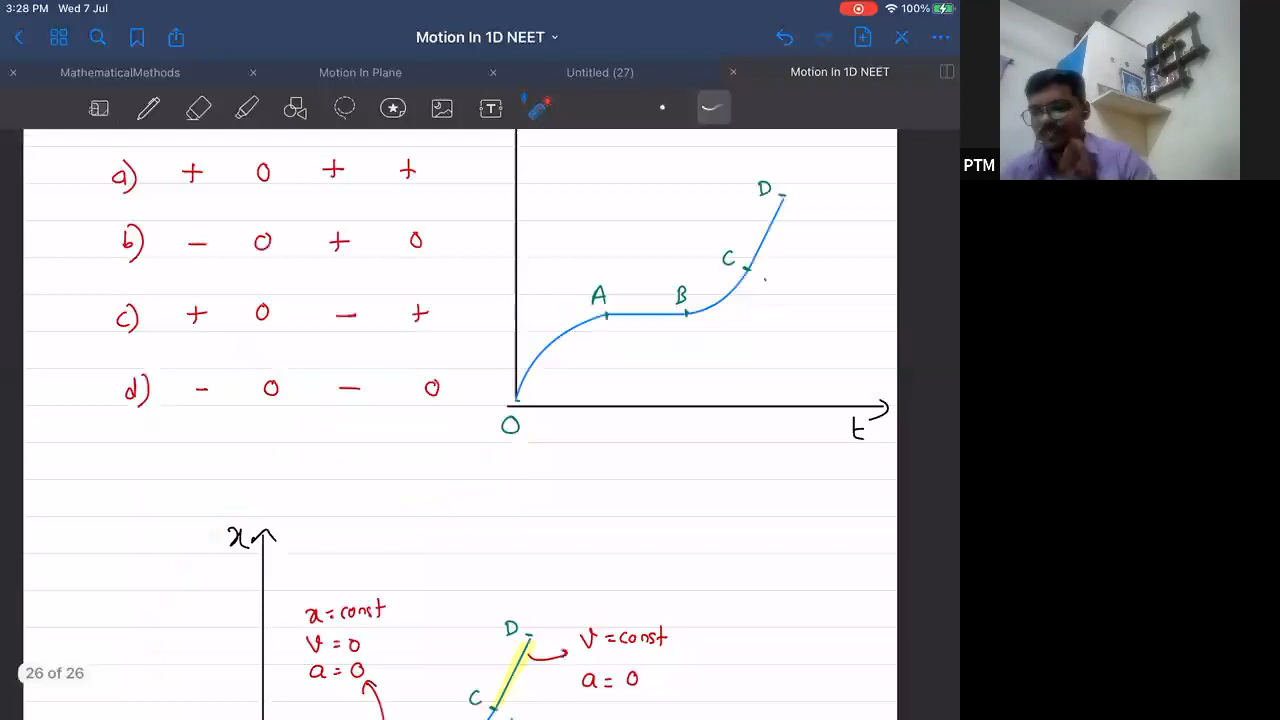 3:28 PM Wed 7 Jul
100%
Motion In 1D NEET
MathematicalMethods
Motion In Plane
Untitled (27)
Motion In 1D NEET
PTM
a) + 0 + +
b) - 0 + 0
c) + 0 - +
d) - 0 - 0
D
C
A B
O
t
x
x = const
v = 0
a = 0
D
v = const
a = 0
C
26 of 26